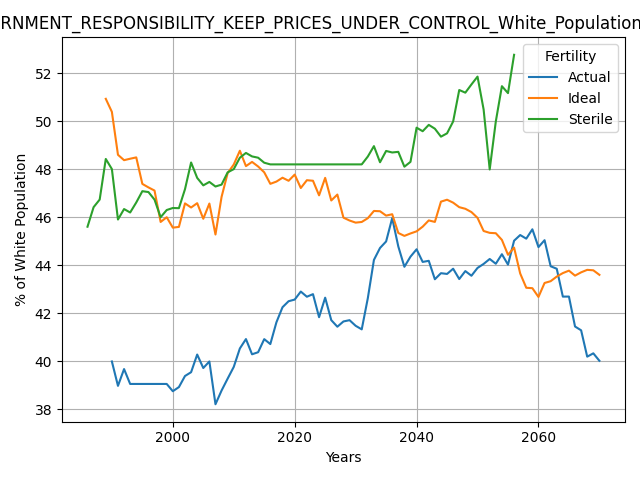 RNMENT_RESPONSIBILITY_KEEP_PRICES_UNDER_CONTROL_White_Population
Fertility
Actual
Ideal
Sterile
% of White Population
52
50
48
46
44
42
40
38
2000
2020
2040
2060
Years